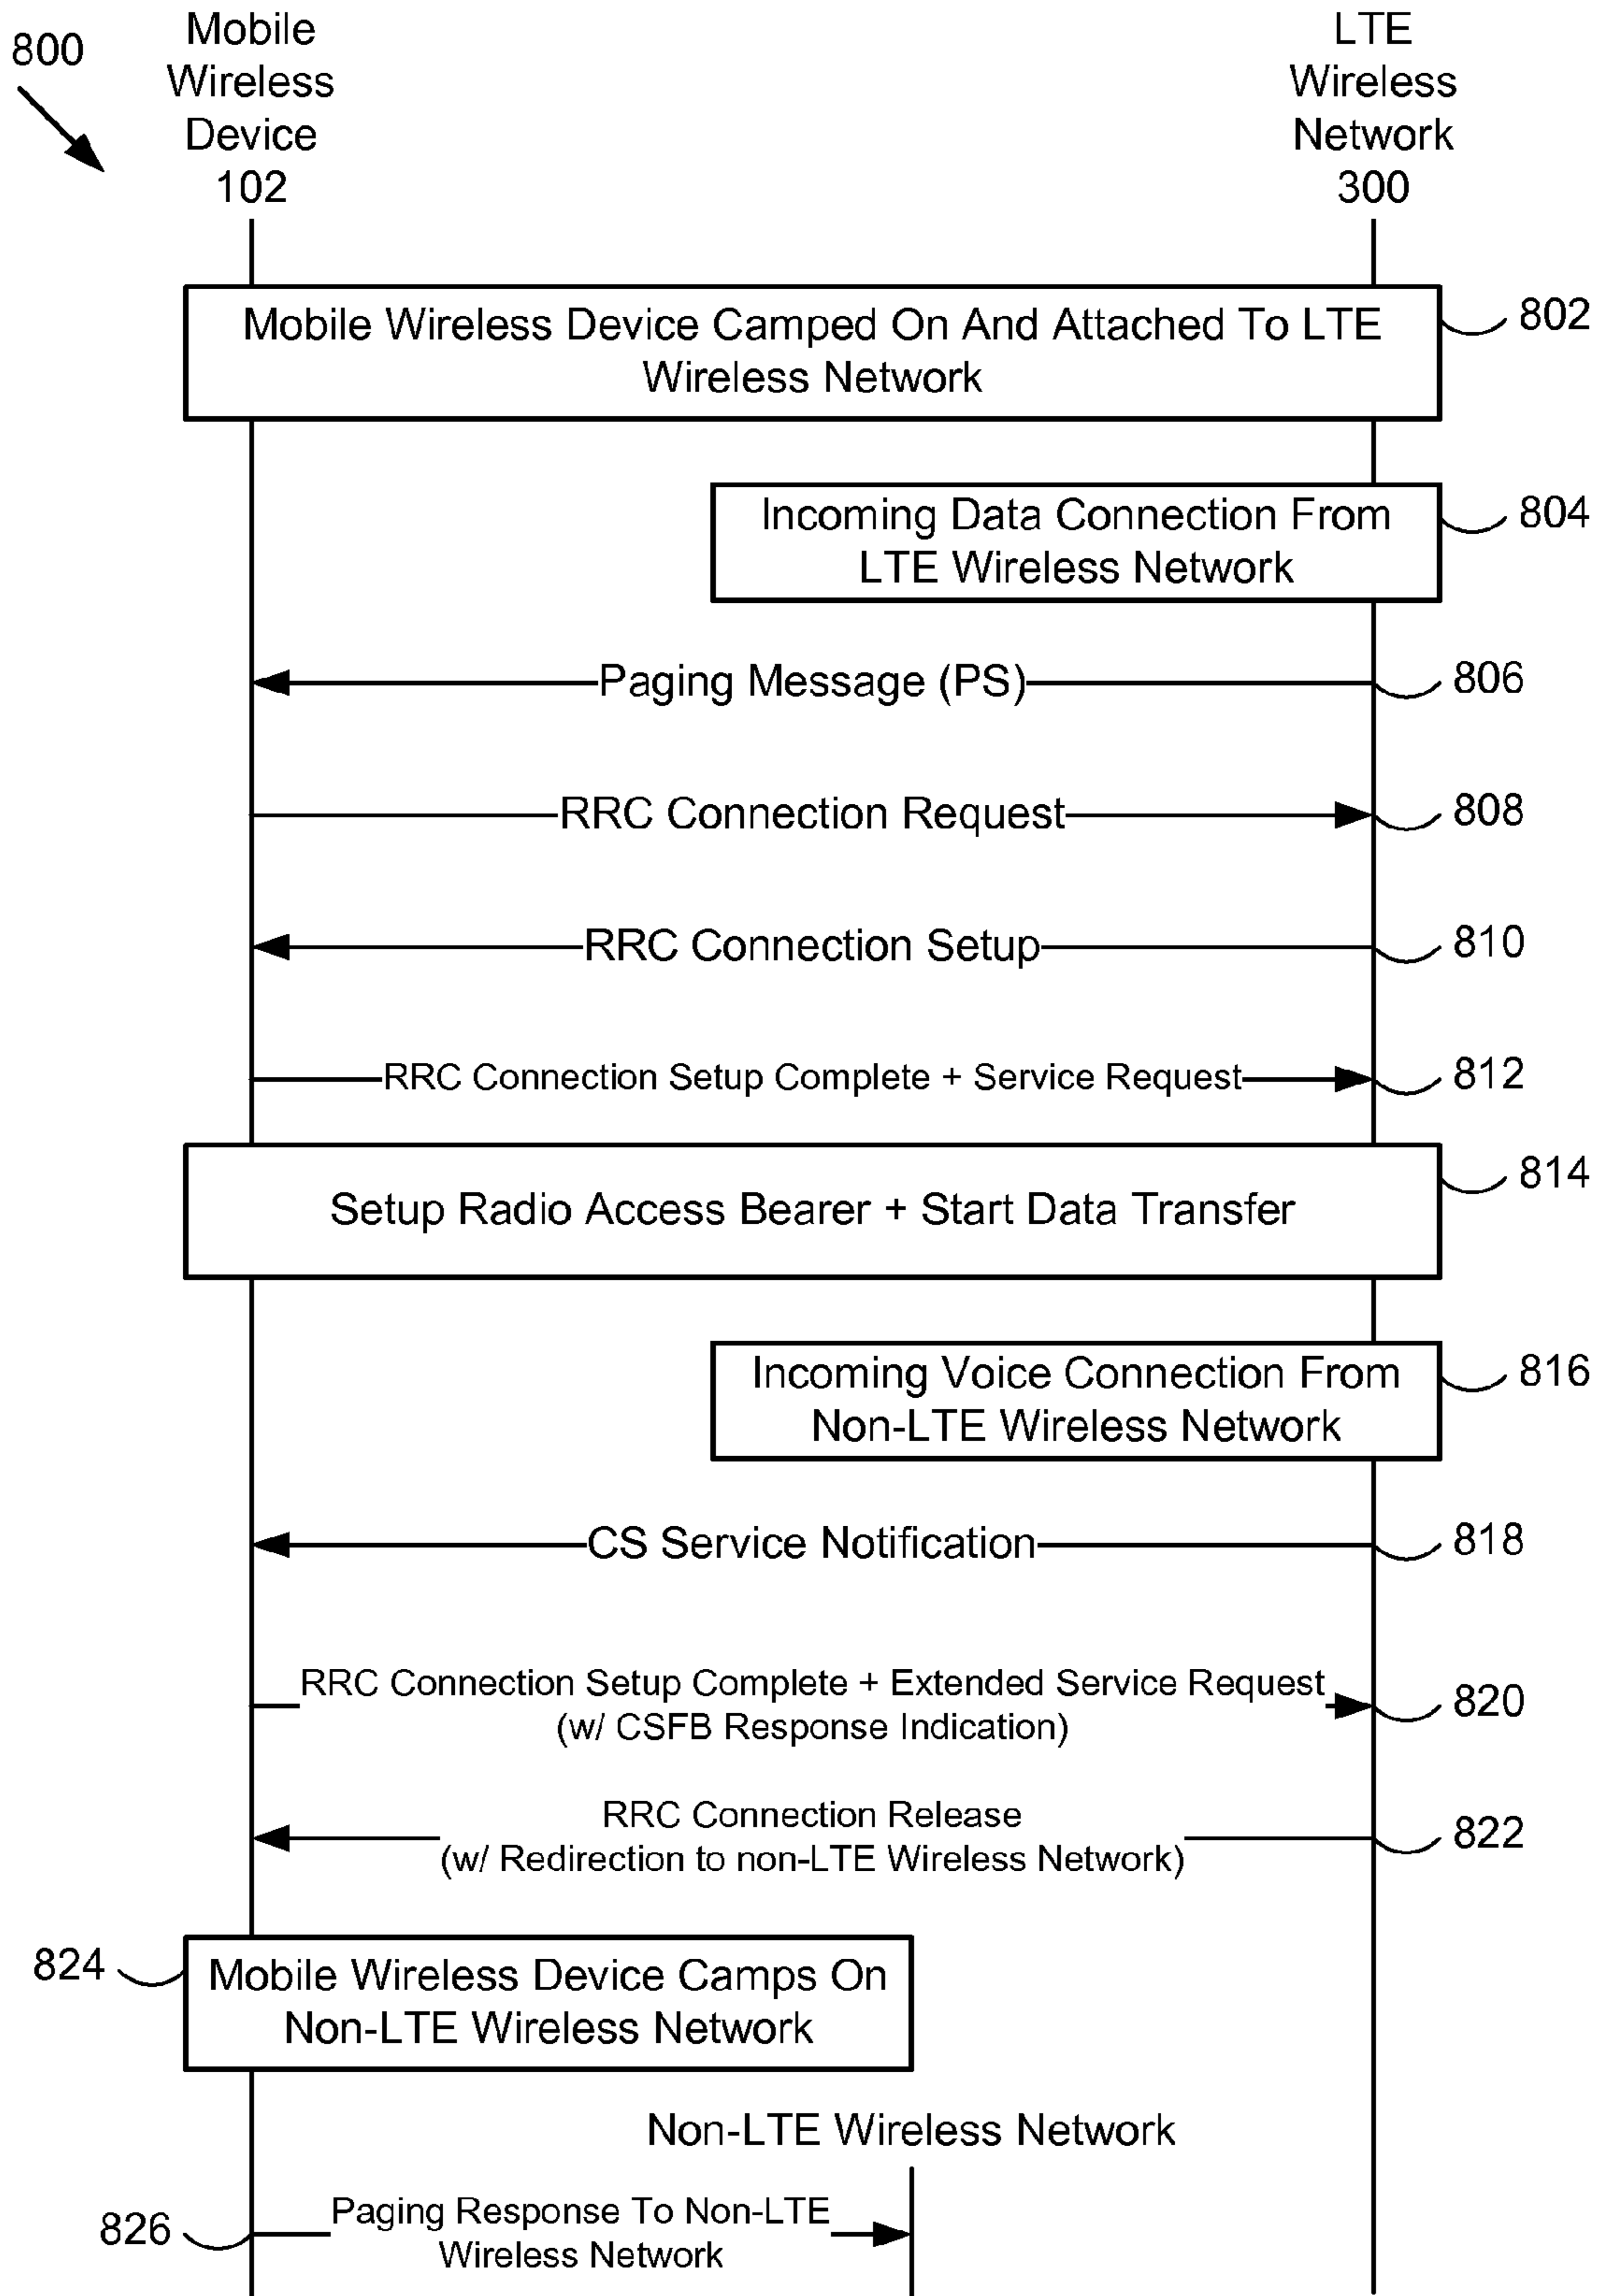 800
Mobile
Wireless
Device
102
LTE
Wireless
Network
300
Mobile Wireless Device Camped On And Attached To LTE
Wireless Network
802
Incoming Data Connection From
LTE Wireless Network
804
Paging Message (PS)
806
RRC Connection Request
808
RRC Connection Setup
810
RRC Connection Setup Complete + Service Request
812
Setup Radio Access Bearer + Start Data Transfer
814
Incoming Voice Connection From
Non-LTE Wireless Network
816
CS Service Notification
818
RRC Connection Setup Complete + Extended Service Request
(w/ CSFB Response Indication)
820
RRC Connection Release
(w/ Redirection to non-LTE Wireless Network)
822
824
Mobile Wireless Device Camps On
Non-LTE Wireless Network
Non-LTE Wireless Network
826
Paging Response To Non-LTE
Wireless Network